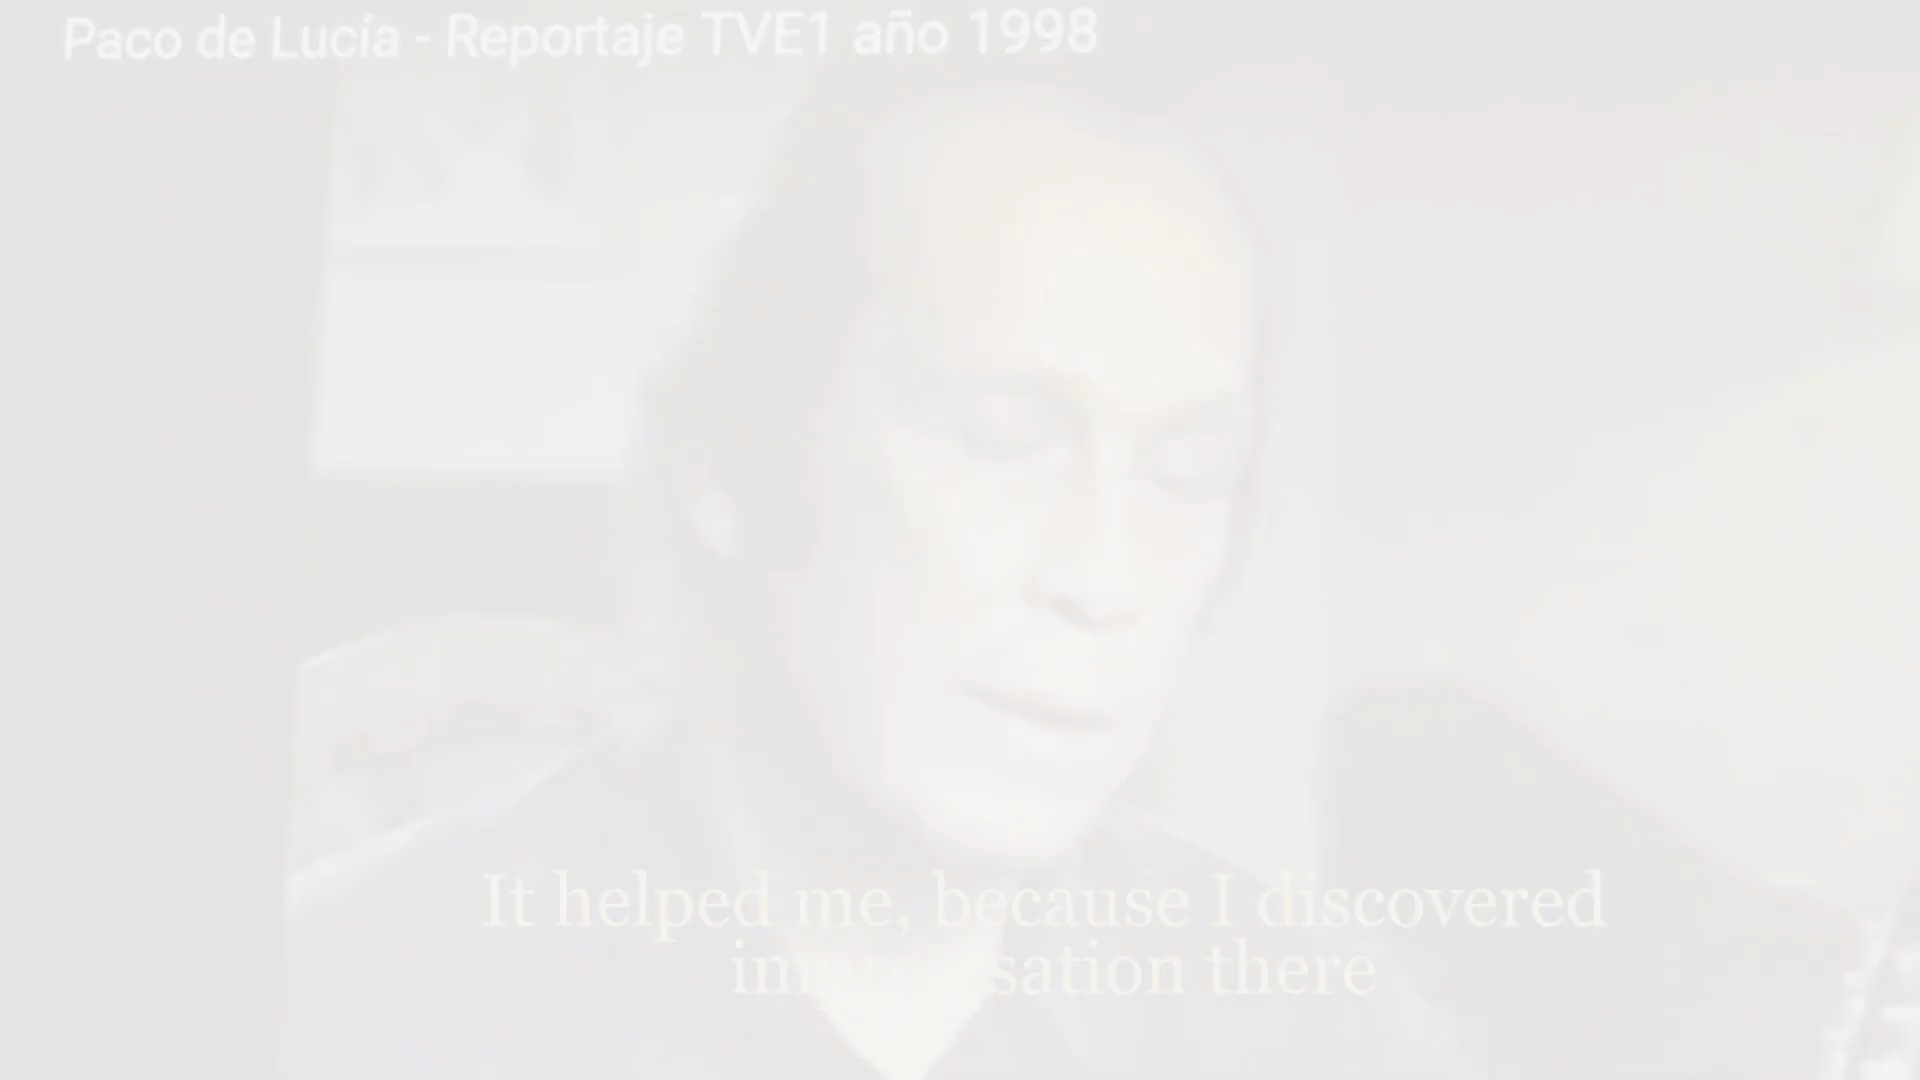 Paco de Lucía - Reportaje TVE1 año 1998
It helped me, because I discovered
improvisation there